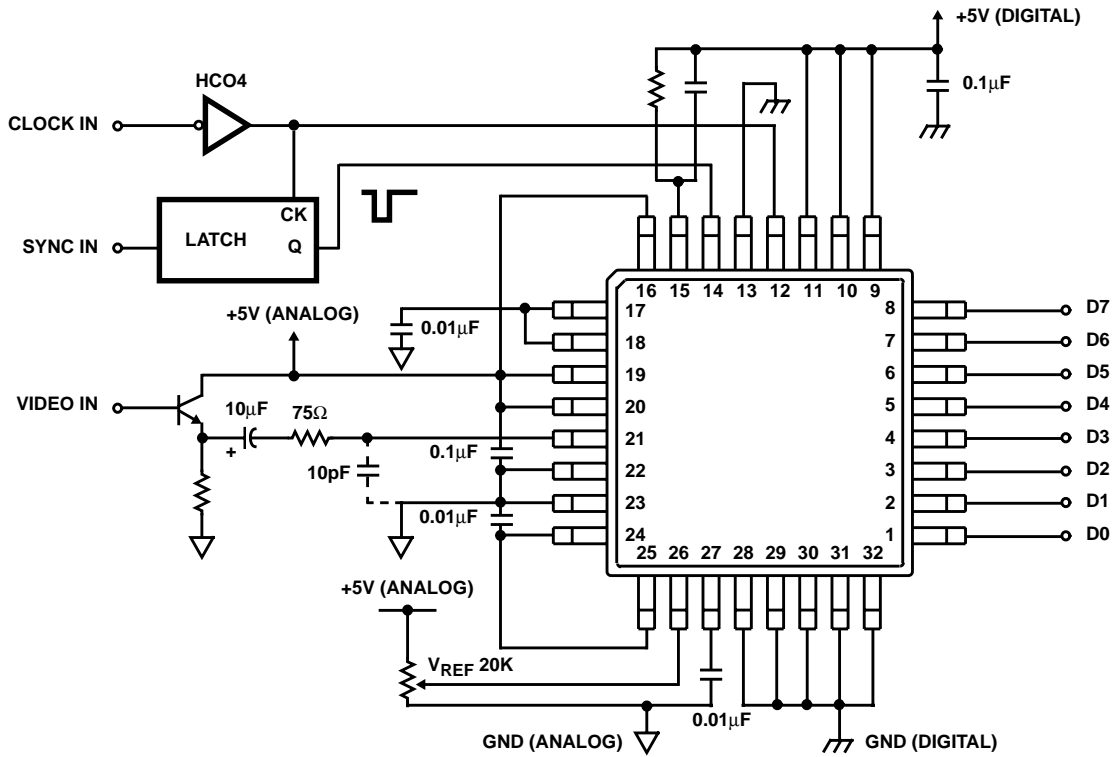 +5V (DIGITAL)
HCO4
0.1µF
CLOCK IN
CK
LATCH
Q
SYNC IN
16 15 14 13 12 11 10 9
17
18
19
20
21
22
23
24
8
7
6
5
4
3
2
1
25 26 27 28 29 30 31 32
D7
D6
D5
D4
D3
D2
D1
D0
+5V (ANALOG)
0.01µF
VIDEO IN
10µF
+
75Ω
10pF
0.1µF
0.01µF
+5V (ANALOG)
VREF 20K
0.01µF
GND (ANALOG)
GND (DIGITAL)